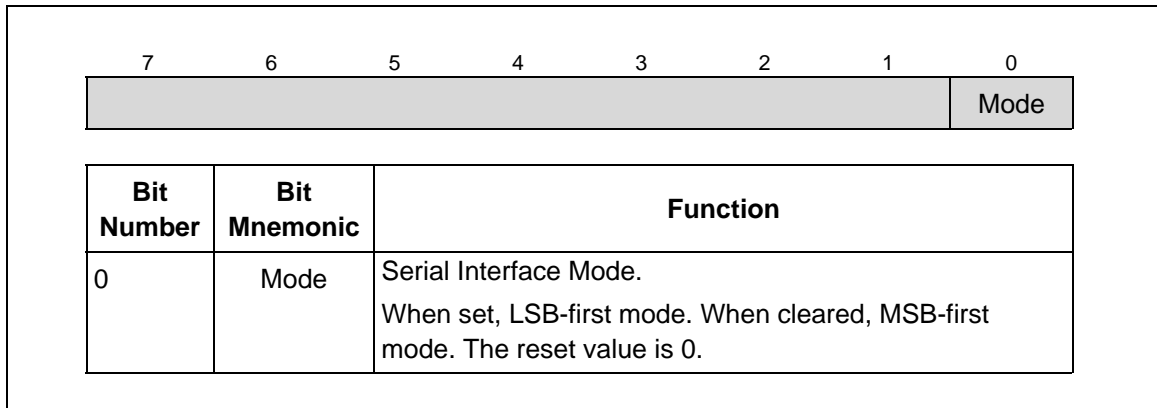 7 6 5 4 3 2 1 0
Mode
Bit Number Bit Mnemonic Function
0 Mode Serial Interface Mode.
When set, LSB-first mode. When cleared, MSB-first
mode. The reset value is 0.